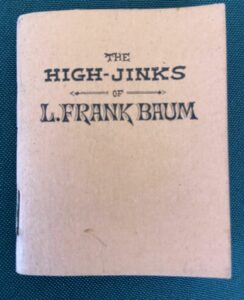 THE
HIGH-JINKS
OF
L. FRANK BAUM